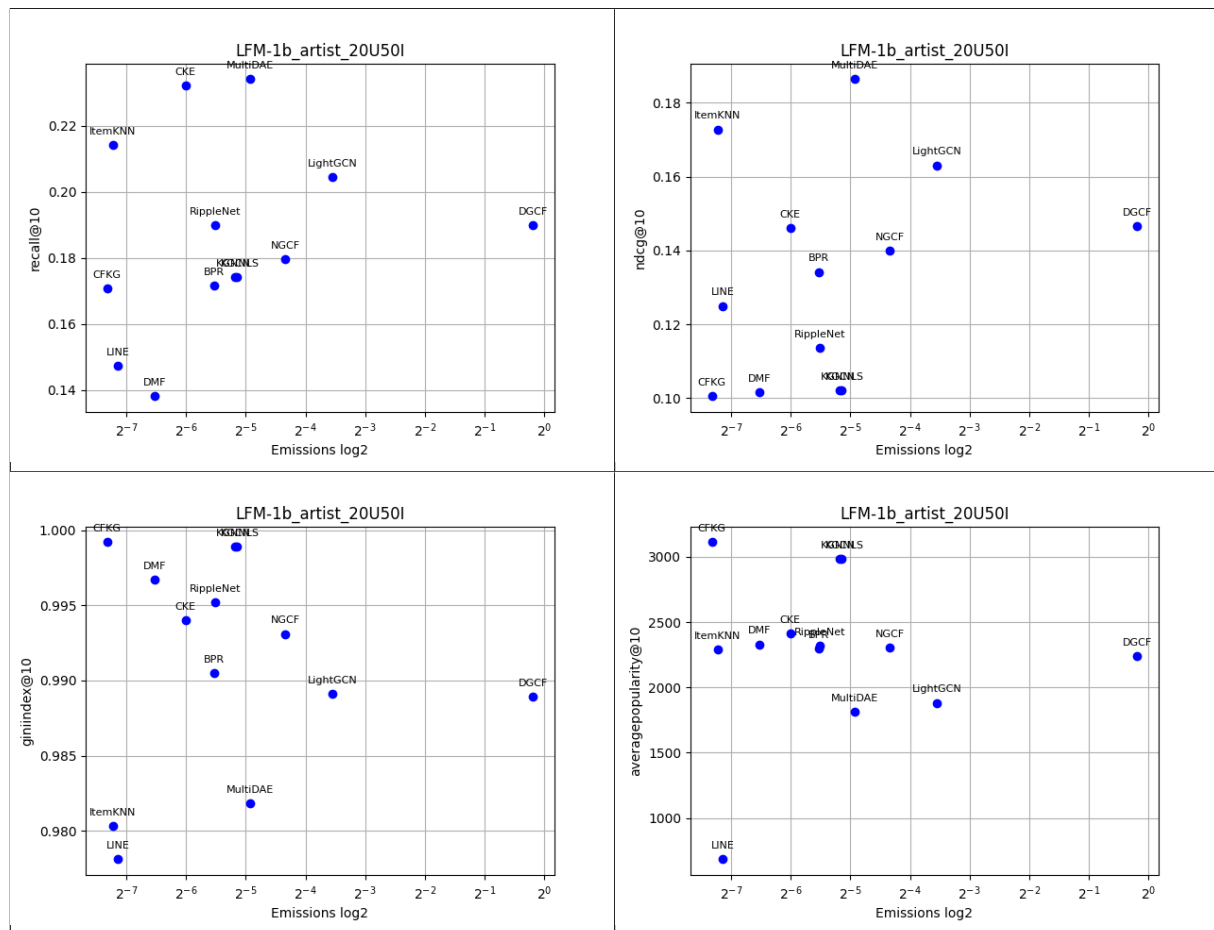 LFM-1b_artist_20U50I
CKE
MultiDAE
ItemKNN
LightGCN
RippleNet
DGCF
NGCF
BPR
CFKG
LINE
DMF
0.22
0.20
0.18
0.16
0.14
recall@10
2^-7 2^-6 2^-5 2^-4 2^-3 2^-2 2^-1 2^0
Emissions log2
LFM-1b_artist_20U50I
MultiDAE
ItemKNN
LightGCN
CKE
DGCF
NGCF
BPR
LINE
RippleNet
CFKG
DMF
0.18
0.16
0.14
0.12
0.10
ndcg@10
2^-7 2^-6 2^-5 2^-4 2^-3 2^-2 2^-1 2^0
Emissions log2
LFM-1b_artist_20U50I
CFKG
DMF
RippleNet
CKE
NGCF
BPR
LightGCN
DGCF
MultiDAE
ItemKNN
LINE
1.000
0.995
0.990
0.985
0.980
giniindex@10
2^-7 2^-6 2^-5 2^-4 2^-3 2^-2 2^-1 2^0
Emissions log2
LFM-1b_artist_20U50I
CFKG
CKE
ItemKNN
DMF
RippleNet
BPR
NGCF
DGCF
MultiDAE
LightGCN
LINE
3000
2500
2000
1500
1000
averagepopularity@10
2^-7 2^-6 2^-5 2^-4 2^-3 2^-2 2^-1 2^0
Emissions log2